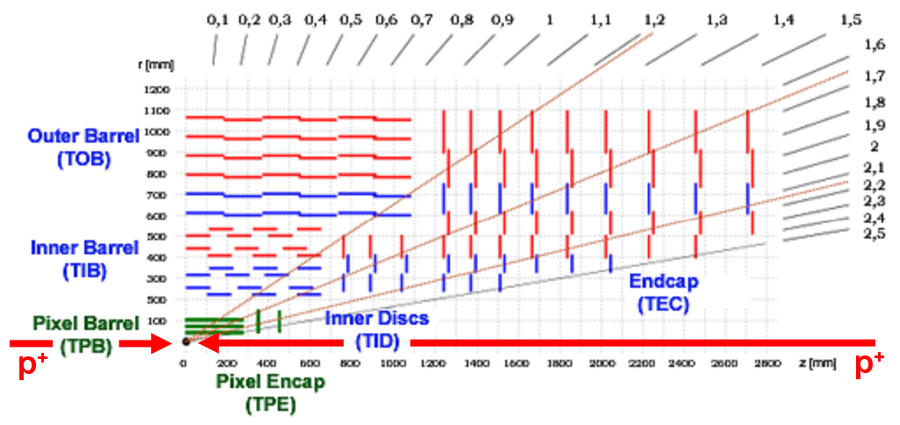 0,1 0,2 0,3 0,4 0,5 0,6 0,7 0,8 0,9 1 1,1 1,2 1,3 1,4 1,5
1,6
r [mm]
1,7
1200
1,8
1100
Outer Barrel
(TOB)
1000
1,9
900
2
800
2,1
700
2,2
2,3
600
2,4
500
2,5
Inner Barrel
(TIB)
400
300
Endcap
(TEC)
500
Pixel Barrel
(TPB)
100
Inner Discs
(TID)
p+
p+
0 200 400 600 800 1000 1200 1400 1600 1800 2000 2200 2400 2600 2800 z [mm]
Pixel Encap
(TPE)